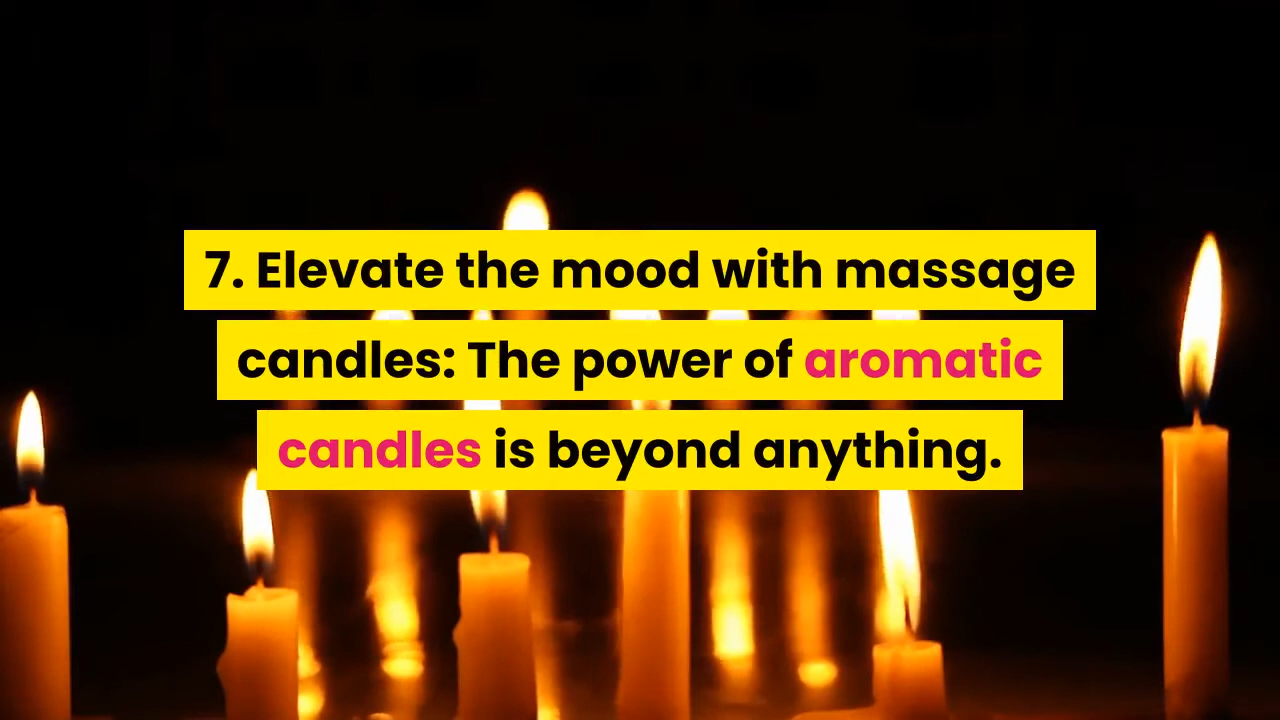 7. Elevate the mood with massage
candles: The power of aromatic
candles is beyond anything.